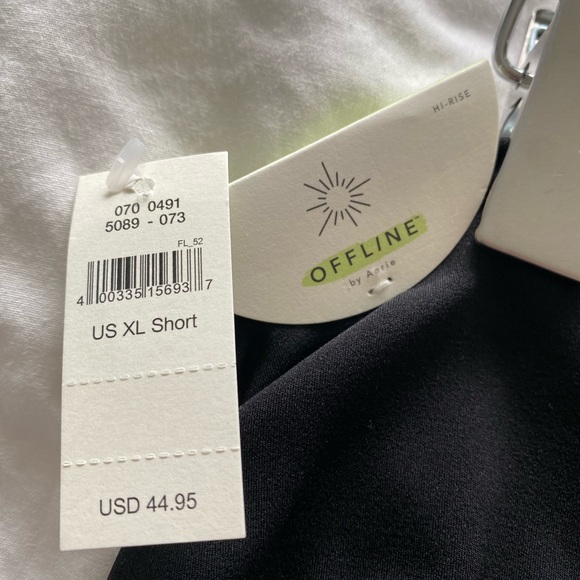 070 0491
5089 - 073
FL_52
4 00335 15693 7
US XL Short
USD 44.95
HI-RISE
OFFLINE™
by Aerie